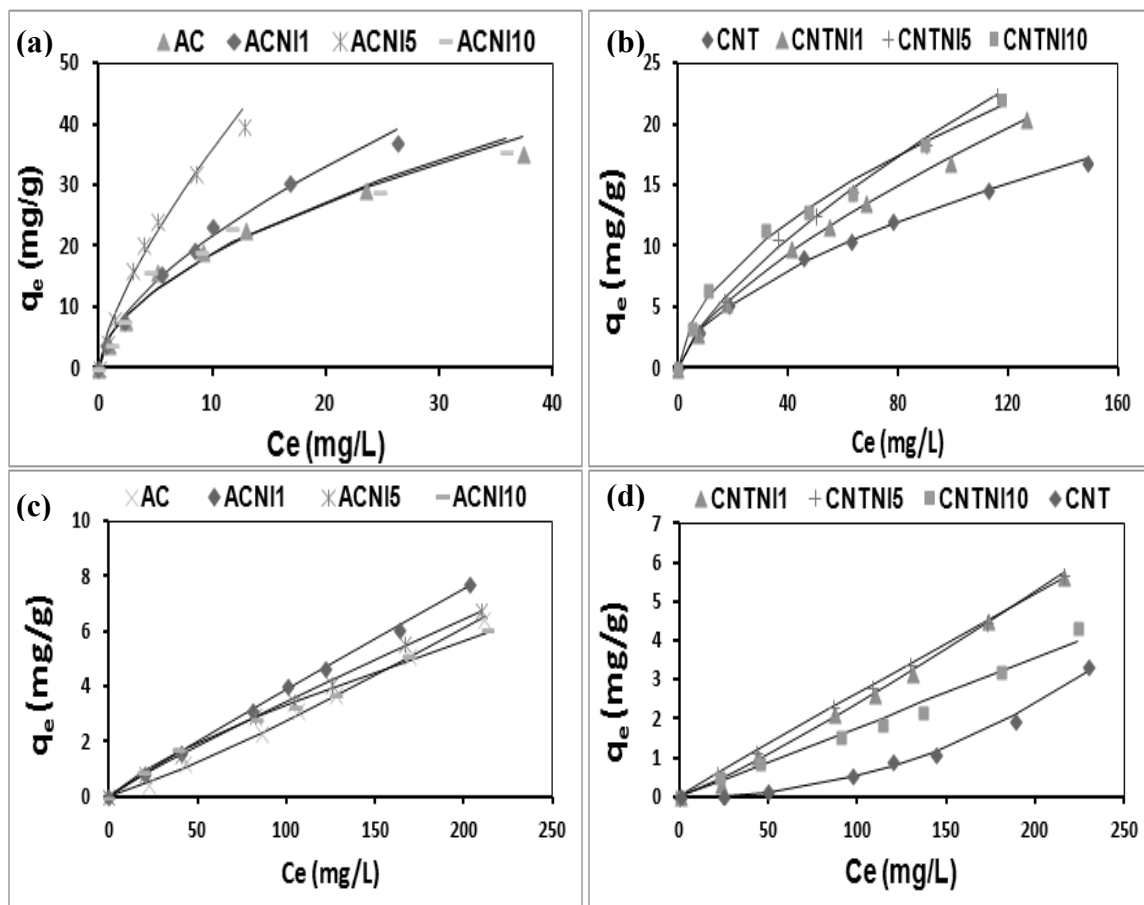 (a)
AC ACNI1 ACNI5 ACNI10
50
40
30
20
10
0
qe (mg/g)
0 10 20 30 40
Ce (mg/L)
(b)
CNT CNTNI1 CNTNI5 CNTNI10
25
20
15
10
5
0
qe (mg/g)
0 40 80 120 160
Ce (mg/L)
(c)
AC ACNI1 ACNI5 ACNI10
10
8
6
4
2
0
qe (mg/g)
0 50 100 150 200 250
Ce (mg/L)
(d)
CNTNI1 CNTNI5 CNTNI10 CNT
7
6
5
4
3
2
1
0
qe (mg/g)
0 50 100 150 200 250
Ce (mg/L)